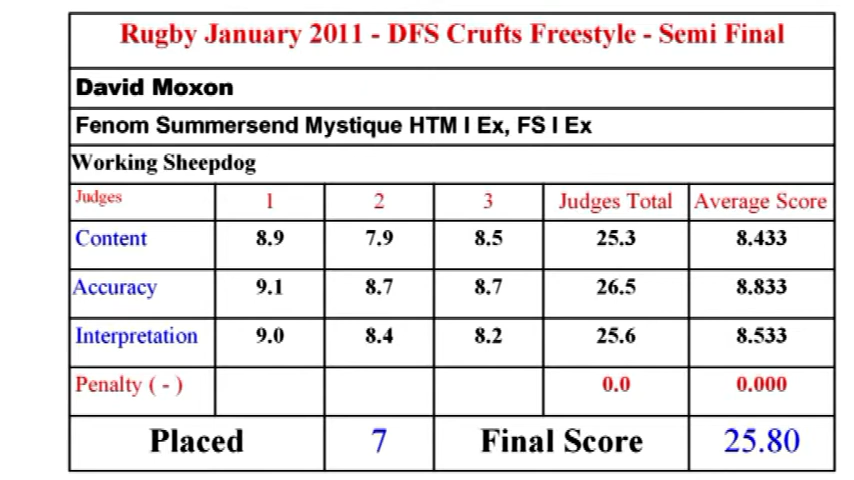 Rugby January 2011 - DFS Crufts Freestyle - Semi Final
David Moxon
Fenom Summersend Mystique HTM I Ex, FS I Ex
Working Sheepdog
Judges 1 2 3 Judges Total Average Score
Content 8.9 7.9 8.5 25.3 8.433
Accuracy 9.1 8.7 8.7 26.5 8.833
Interpretation 9.0 8.4 8.2 25.6 8.533
Penalty ( - ) 0.0 0.000
Placed 7 Final Score 25.80